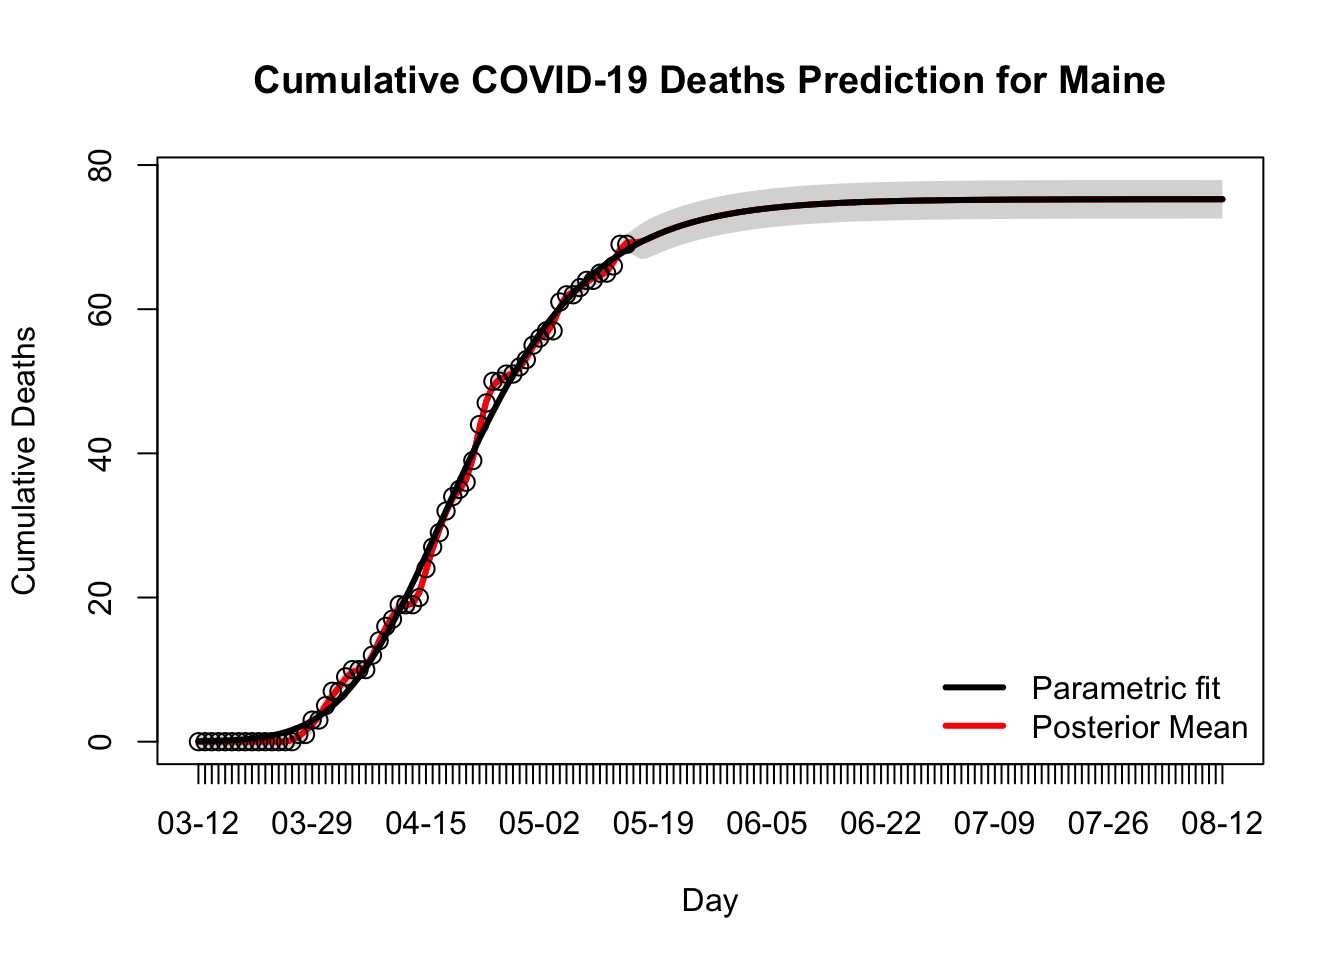 Cumulative COVID-19 Deaths Prediction for Maine
Cumulative Deaths
80
60
40
20
0
Parametric fit
Posterior Mean
03-12 03-29 04-15 05-02 05-19 06-05 06-22 07-09 07-26 08-12
Day